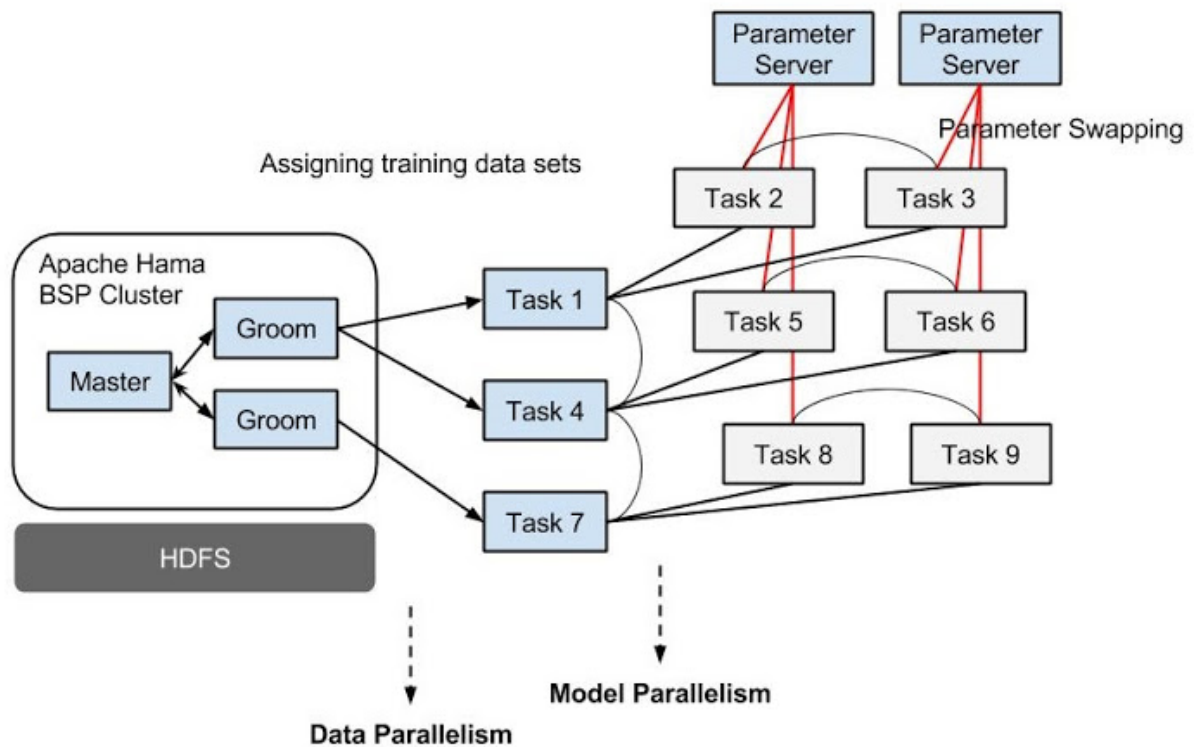 Parameter
Server
Parameter
Server
Parameter Swapping
Assigning training data sets
Task 2
Task 3
Apache Hama
BSP Cluster
Groom
Task 1
Task 5
Task 6
Master
Groom
Task 4
Task 8
Task 9
Task 7
HDFS
Model Parallelism
Data Parallelism